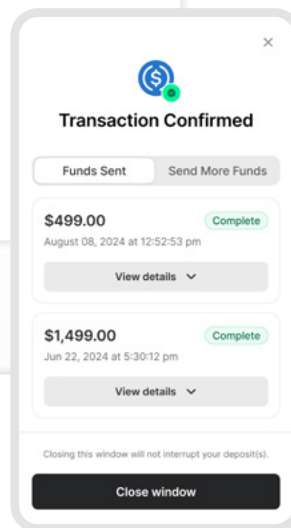 Transaction Confirmed
Funds Sent
Send More Funds
$499.00
Complete
August 08, 2024 at 12:52:53 pm
View details
$1,499.00
Complete
Jun 22, 2024 at 5:30:12 pm
View details
Closing this window will not interrupt your deposit(s).
Close window